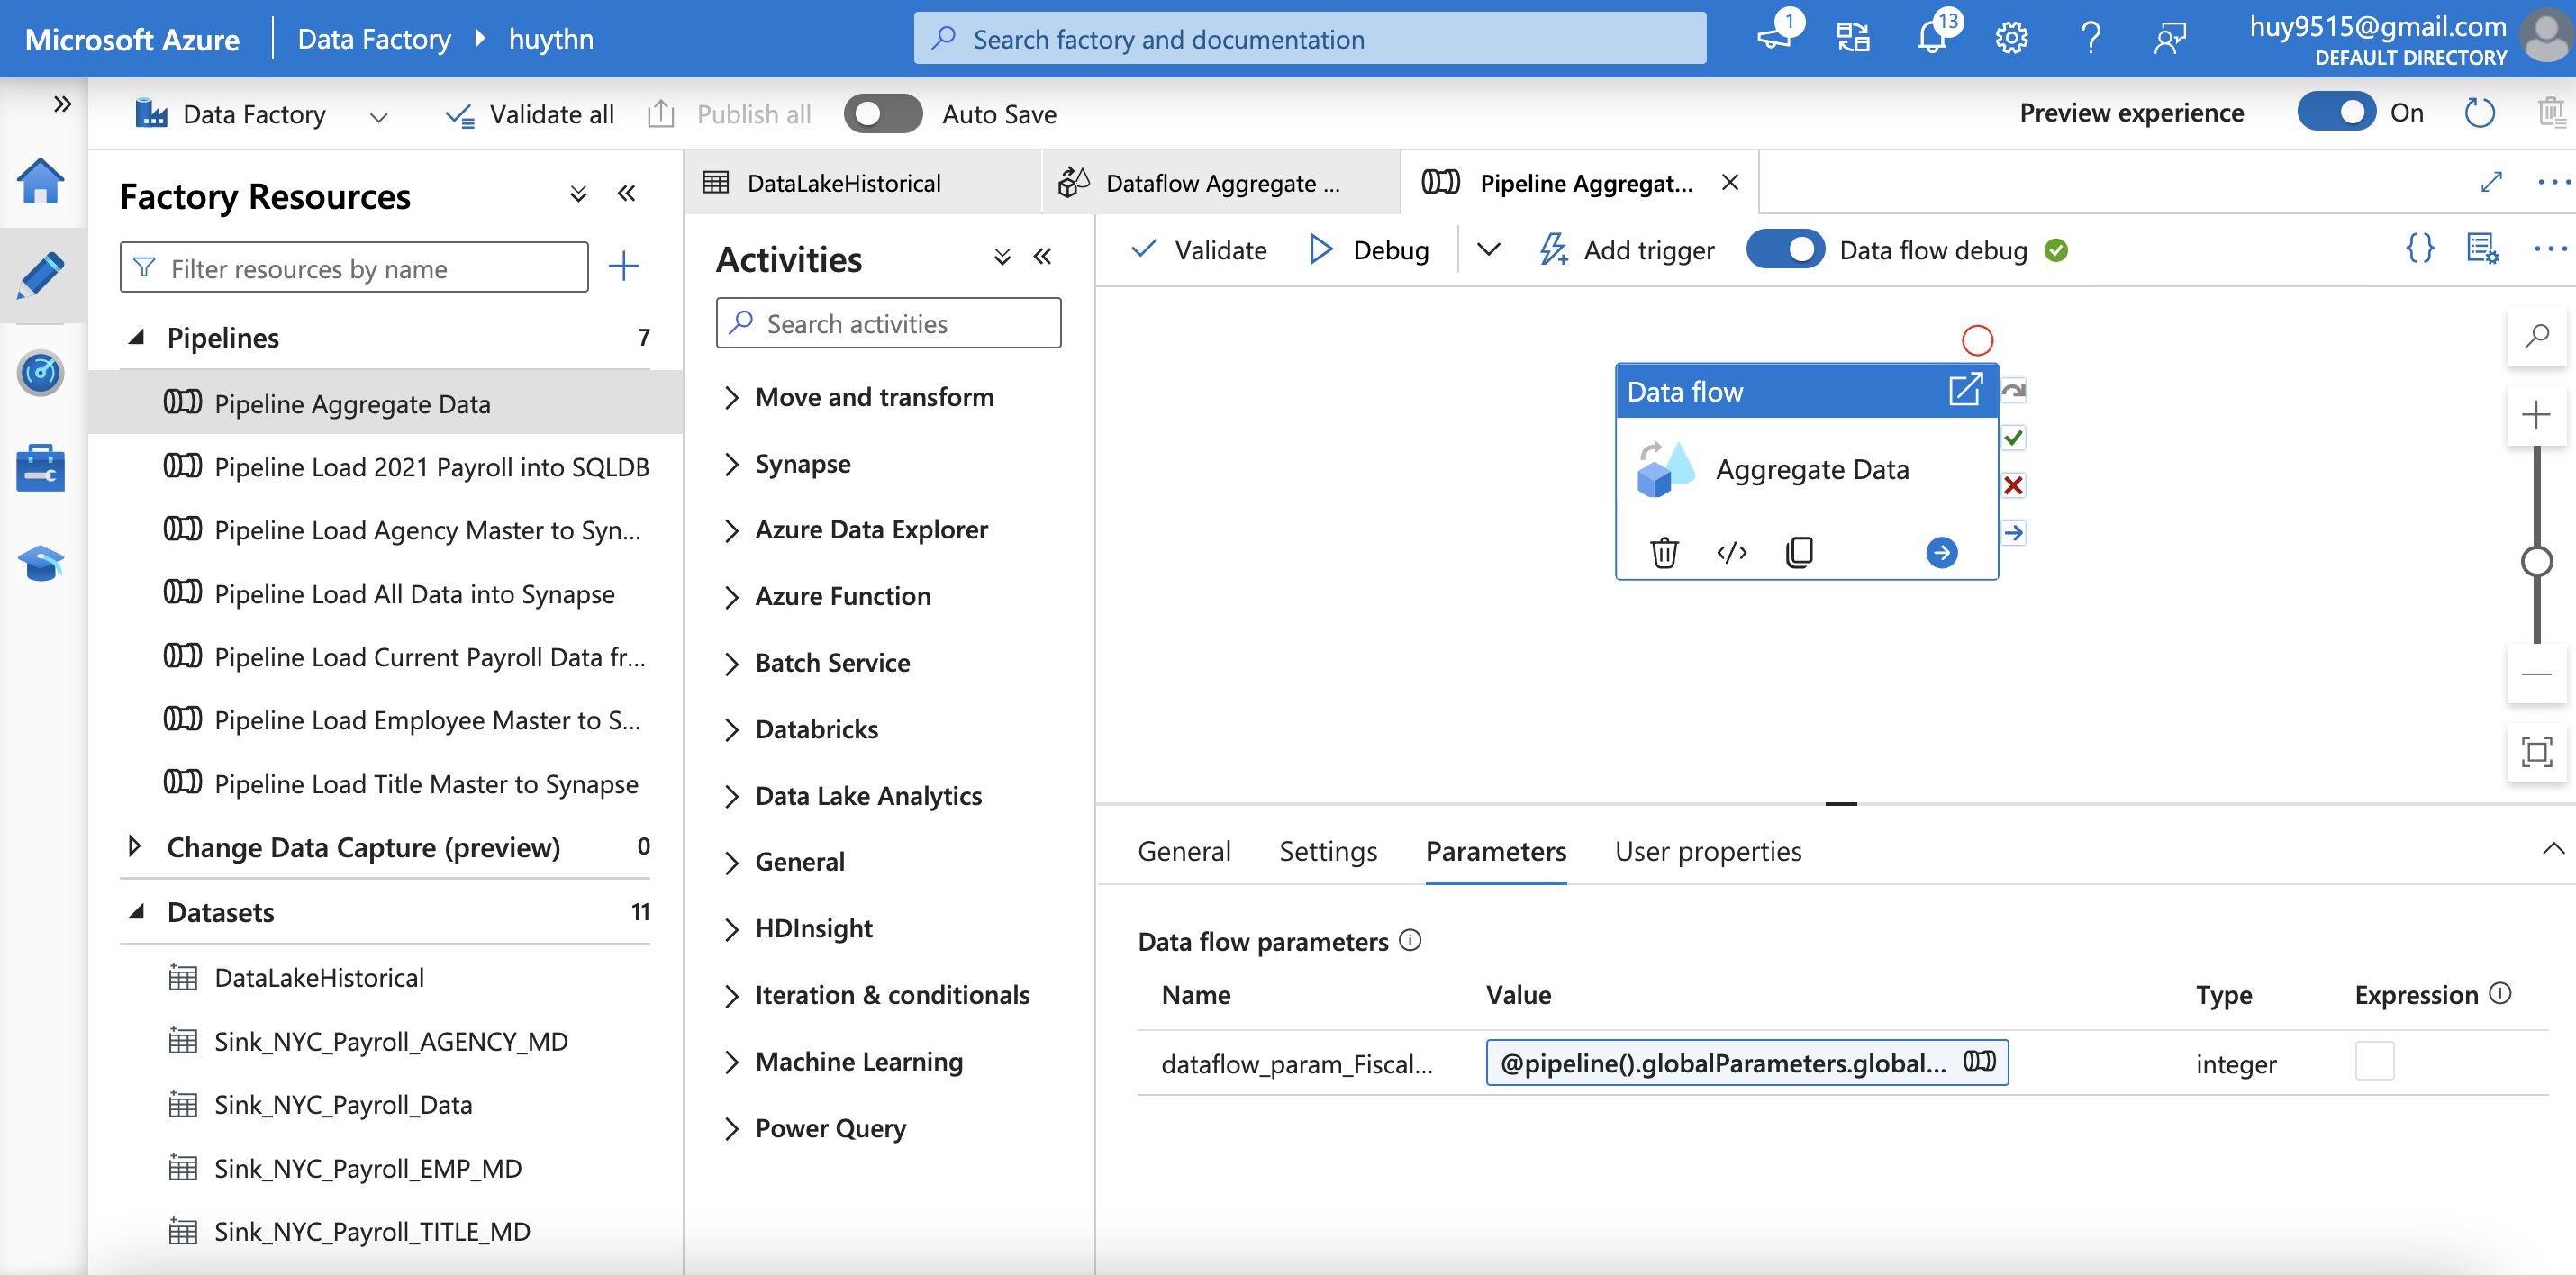 Microsoft Azure
Data Factory
huythn
Search factory and documentation
1
13
huy9515@gmail.com
DEFAULT DIRECTORY
Data Factory
Validate all
Publish all
Auto Save
Preview experience
On
Factory Resources
Filter resources by name
Pipelines 7
Pipeline Aggregate Data
Pipeline Load 2021 Payroll into SQLDB
Pipeline Load Agency Master to Syn...
Pipeline Load All Data into Synapse
Pipeline Load Current Payroll Data fr...
Pipeline Load Employee Master to S...
Pipeline Load Title Master to Synapse
Change Data Capture (preview) 0
Datasets 11
DataLakeHistorical
Sink_NYC_Payroll_AGENCY_MD
Sink_NYC_Payroll_Data
Sink_NYC_Payroll_EMP_MD
Sink_NYC_Payroll_TITLE_MD
DataLakeHistorical
Dataflow Aggregate ...
Pipeline Aggregat...
Activities
Search activities
Move and transform
Synapse
Azure Data Explorer
Azure Function
Batch Service
Databricks
Data Lake Analytics
General
HDInsight
Iteration & conditionals
Machine Learning
Power Query
Validate
Debug
Add trigger
Data flow debug
Data flow
Aggregate Data
General
Settings
Parameters
User properties
Data flow parameters
Name Value Type Expression
dataflow_param_Fiscal... @pipeline().globalParameters.global... integer